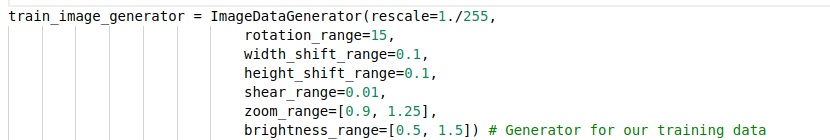 train_image_generator = ImageDataGenerator(rescale=1./255,
rotation_range=15,
width_shift_range=0.1,
height_shift_range=0.1,
shear_range=0.01,
zoom_range=[0.9, 1.25],
brightness_range=[0.5, 1.5]) # Generator for our training data